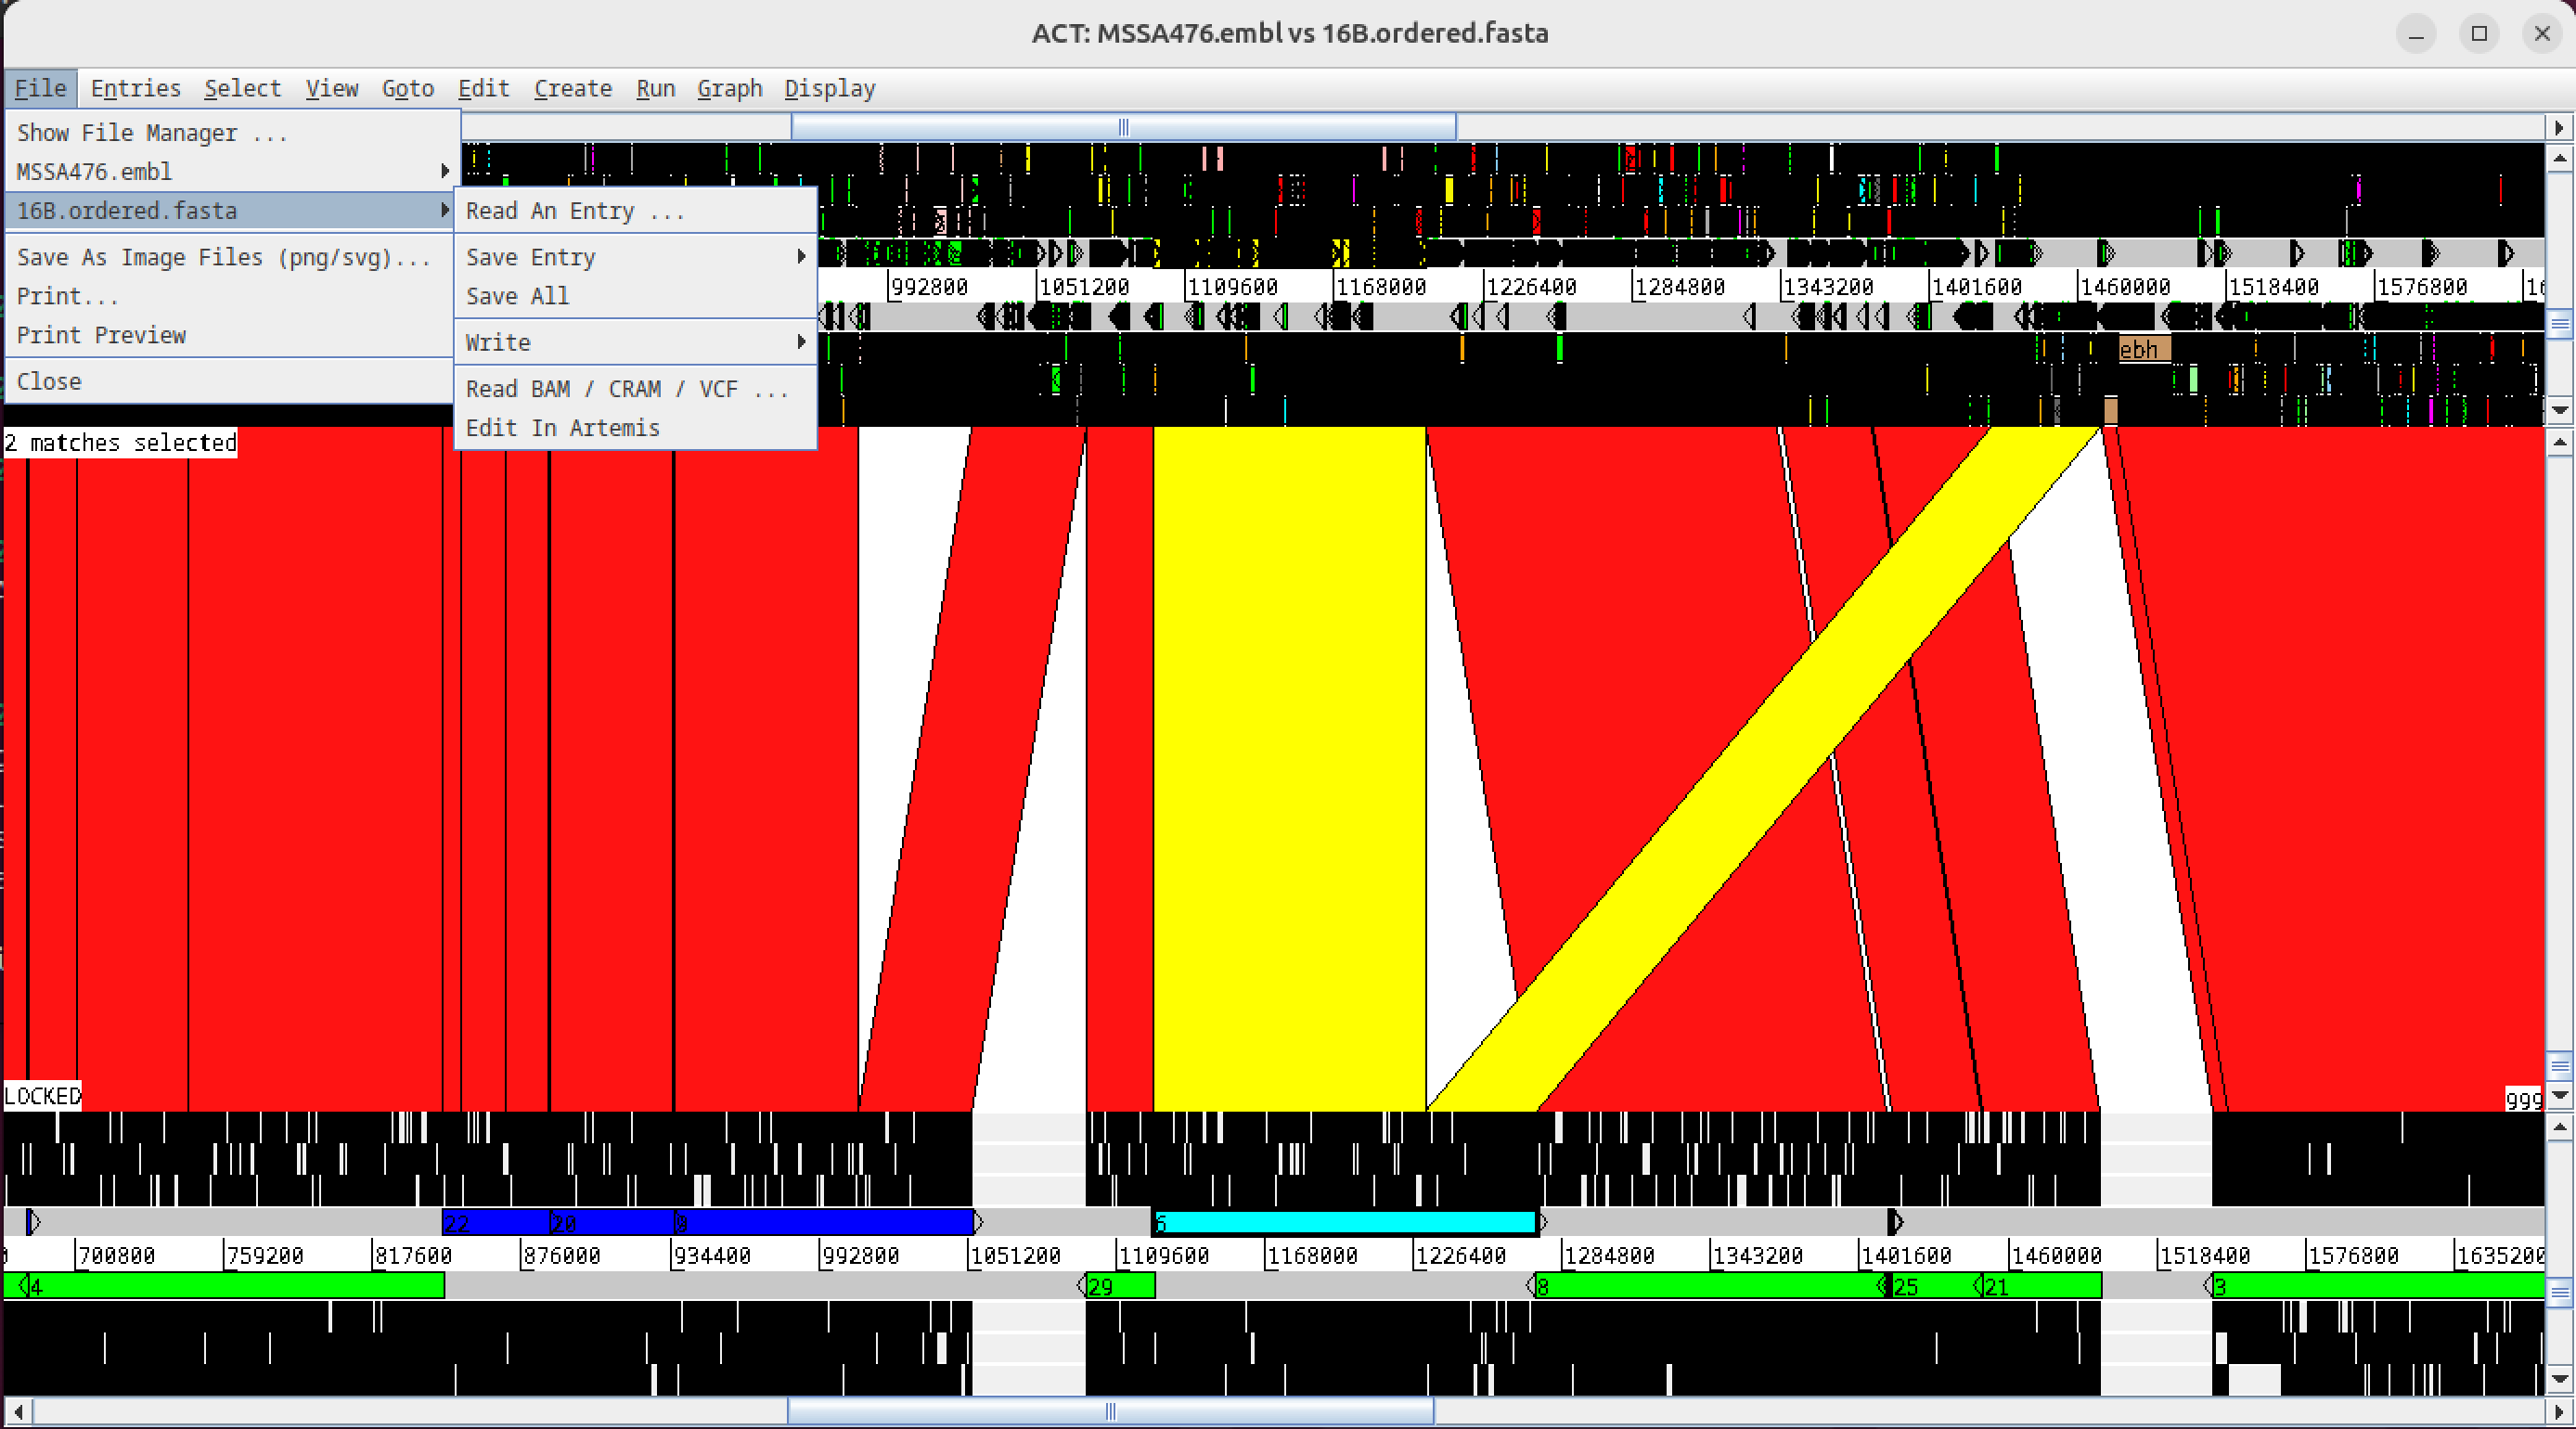 ACT: MSSA476.embl vs 16B.ordered.fasta
File Entries Select View Goto Edit Create Run Graph Display
Show File Manager ...
MSSA476.embl
16B.ordered.fasta
Save As Image Files (png/svg)...
Print...
Print Preview
Close
Read An Entry ...
Save Entry
Save All
Write
Read BAM / CRAM / VCF ...
Edit In Artemis
992800 1051200 1109600 1168000 1226400 1284800 1343200 1401600 1460000 1518400 1576800
ebh
2 matches selected
LOCKED
999
22 20 9 6
700800 759200 817600 876000 934400 992800 1051200 1109600 1168000 1226400 1284800 1343200 1401600 1460000 1518400 1576800 1635200
4 29 8 25 21 3